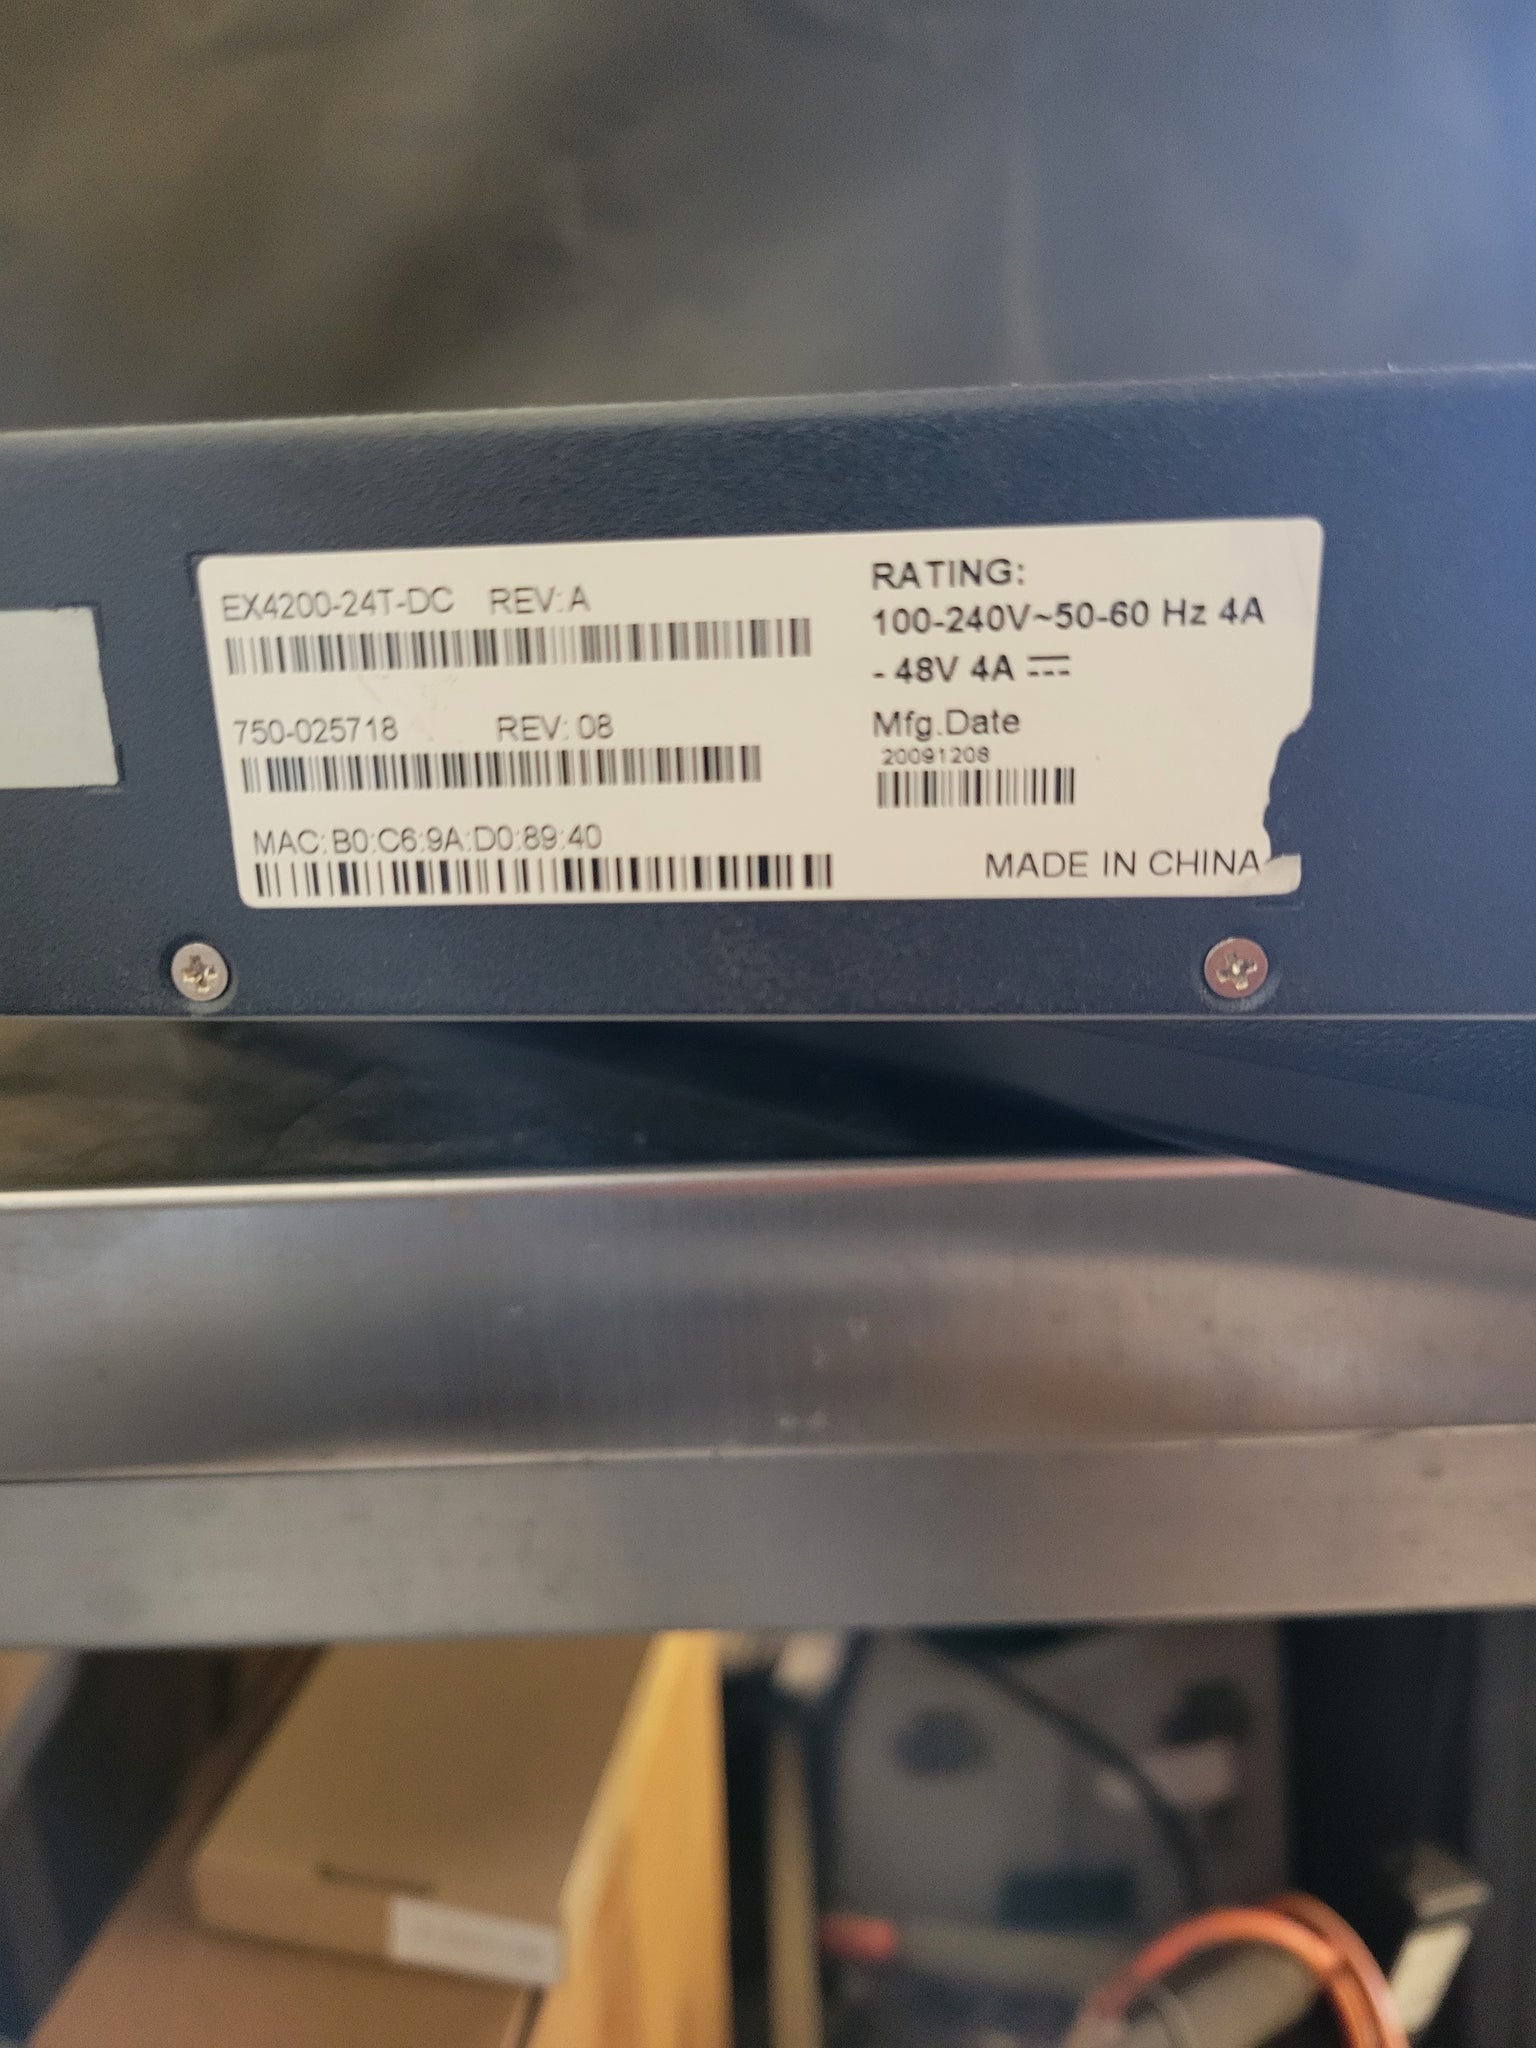 EX4200-24T-DC REV: A
750-025718 REV: 08
MAC: B0:C6:9A:D0:89:40
RATING:
100-240V~50-60 Hz 4A
- 48V 4A
Mfg.Date
20091208
MADE IN CHINA